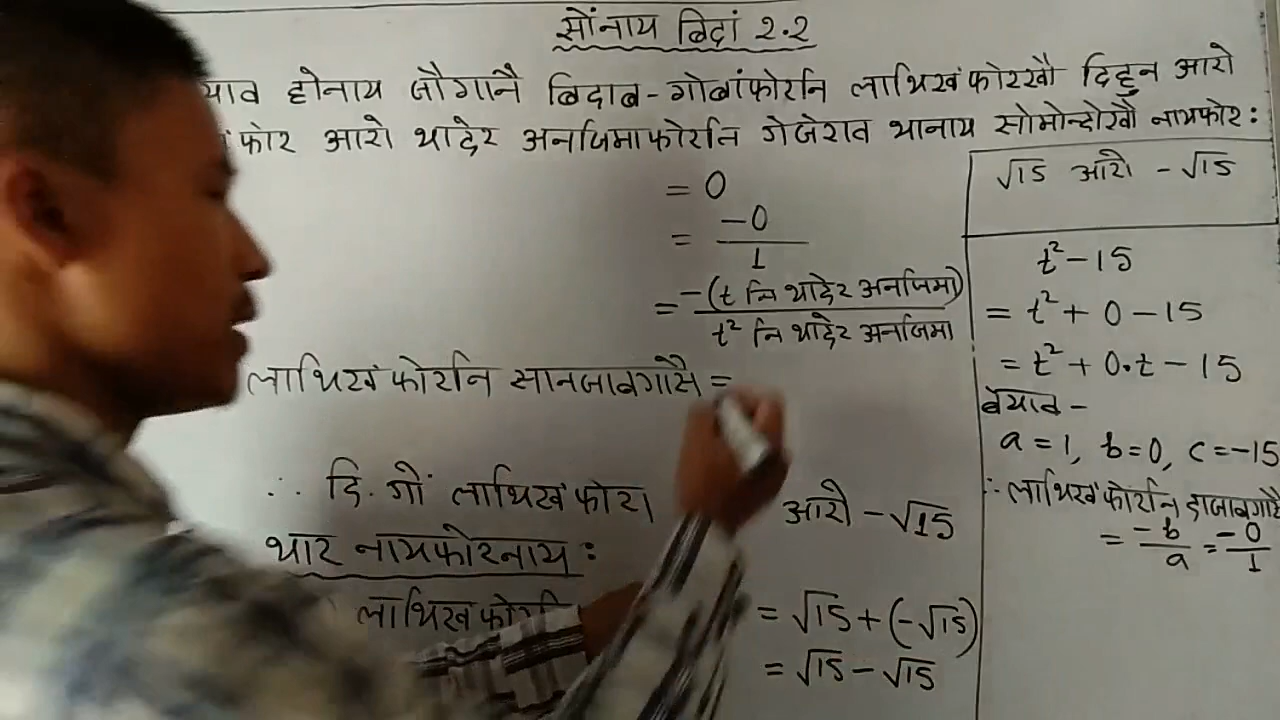 सोंनाय बिदां 2.2
याव होनाय जौगानै बिदाब-गोबांफोरनि लाथिखंफोरखौ दिहुन आरो
फोर आरो थादेर अनजिमाफोरनि गेजेराव थानाय सोमोन्दोखौ नायफोर:
= 0
= -0/1
= -(t नि थादेर अनजिमा)/t² नि थादेर अनजिमा
लाथिखंफोरनि सानजाबगासै =
∴ दि. गौ लाथिखंफोरा आरो -√15
थार नायफोरनाय:
लाथिखंफोरनि = √15+(-√15)
= √15 - √15
√15 आरो -√15
t²-15
= t² + 0 - 15
= t² + 0.t - 15
बेयाव -
a = 1, b = 0, c = -15
∴ लाथिखंफोरनि दाजाबगासै
= -b/a = -0/1